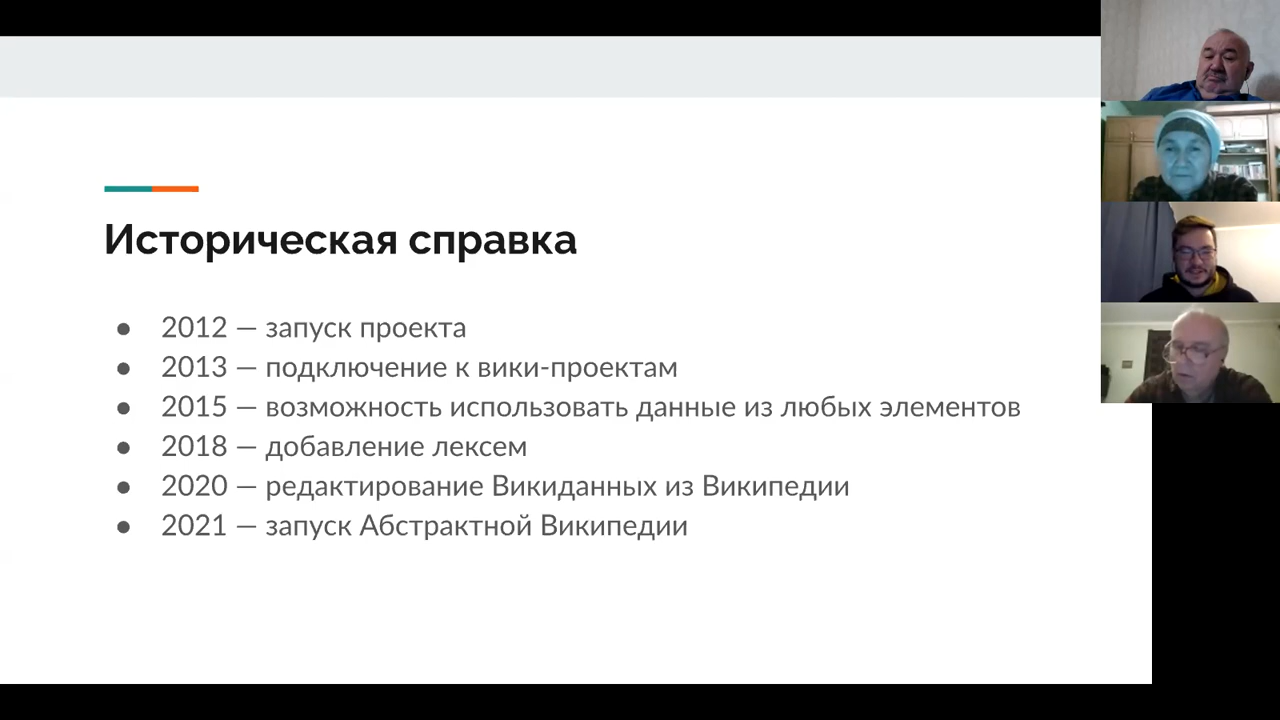 Историческая справка
● 2012 — запуск проекта
● 2013 — подключение к вики-проектам
● 2015 — возможность использовать данные из любых элементов
● 2018 — добавление лексем
● 2020 — редактирование Викиданных из Википедии
● 2021 — запуск Абстрактной Википедии